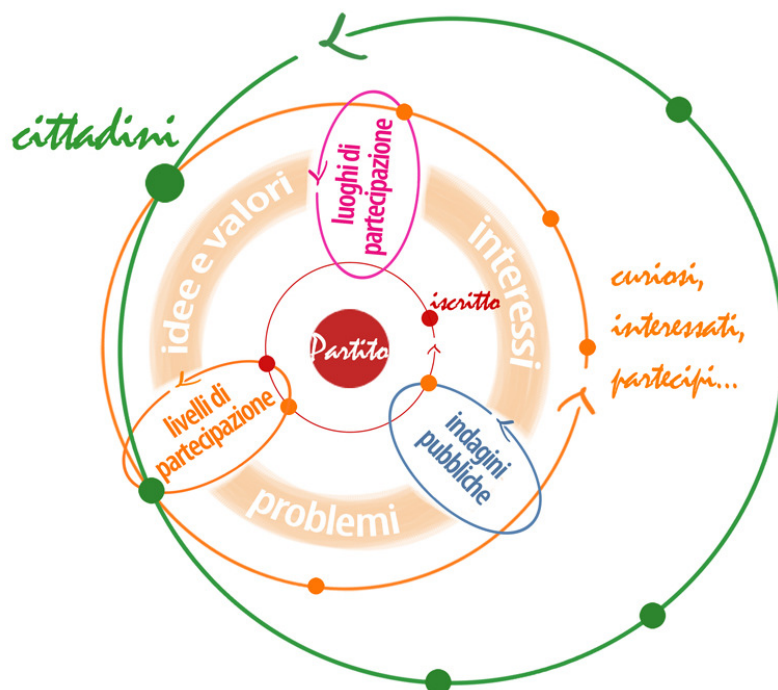 cittadini
luoghi di
partecipazione
idee e valori
interessi
curiosi,
interessati,
partecipi...
iscritto
Partito
livelli di
partecipazione
indagini
pubbliche
problemi